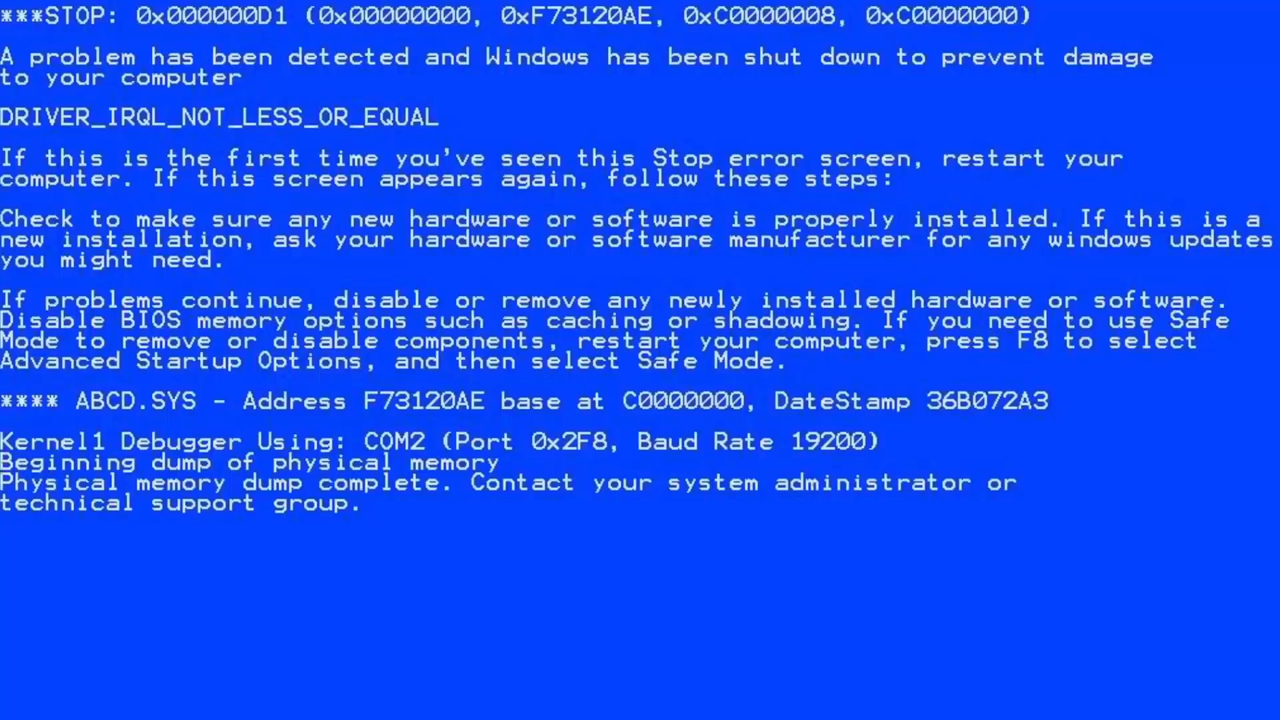 ***STOP: 0x000000D1 (0x00000000, 0xF73120AE, 0xC0000008, 0xC0000000)
A problem has been detected and Windows has been shut down to prevent damage
to your computer
DRIVER_IRQL_NOT_LESS_OR_EQUAL
If this is the first time you've seen this Stop error screen, restart your
computer. If this screen appears again, follow these steps:
Check to make sure any new hardware or software is properly installed. If this is a
new installation, ask your hardware or software manufacturer for any windows updates
you might need.
If problems continue, disable or remove any newly installed hardware or software.
Disable BIOS memory options such as caching or shadowing. If you need to use Safe
Mode to remove or disable components, restart your computer, press F8 to select
Advanced Startup Options, and then select Safe Mode.
**** ABCD.SYS - Address F73120AE base at C0000000, DateStamp 36B072A3
Kernel1 Debugger Using: COM2 (Port 0x2F8, Baud Rate 19200)
Beginning dump of physical memory
Physical memory dump complete. Contact your system administrator or
technical support group.